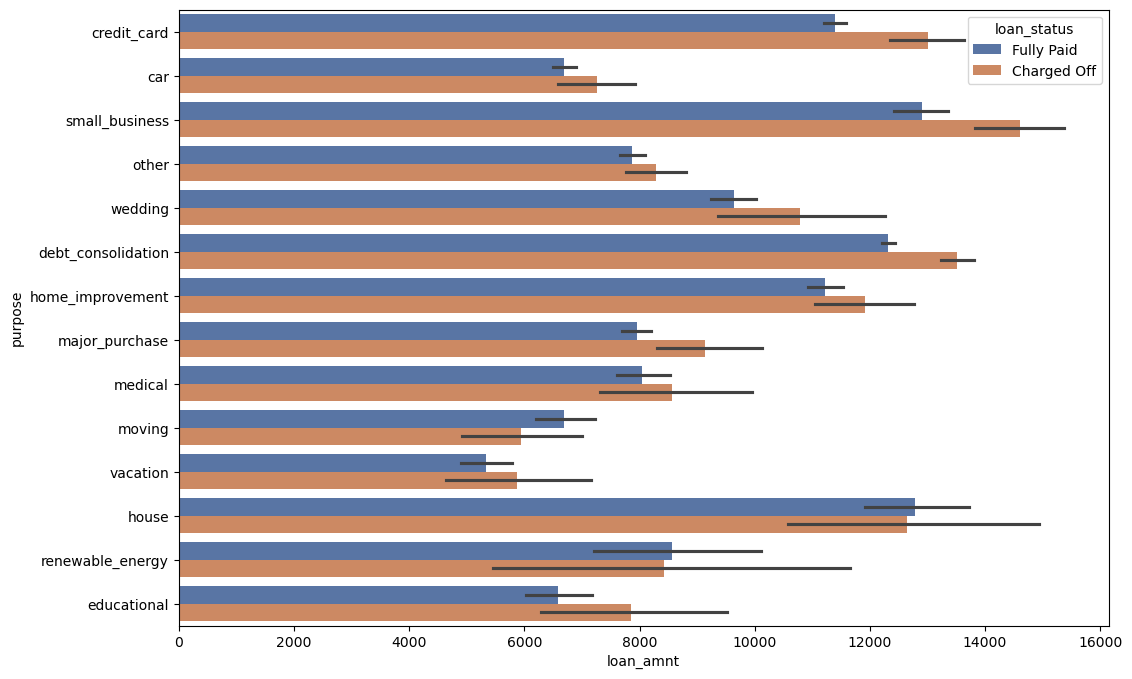 loan_status
Fully Paid
Charged Off
purpose
credit_card
car
small_business
other
wedding
debt_consolidation
home_improvement
major_purchase
medical
moving
vacation
house
renewable_energy
educational
0 2000 4000 6000 8000 10000 12000 14000 16000
loan_amnt